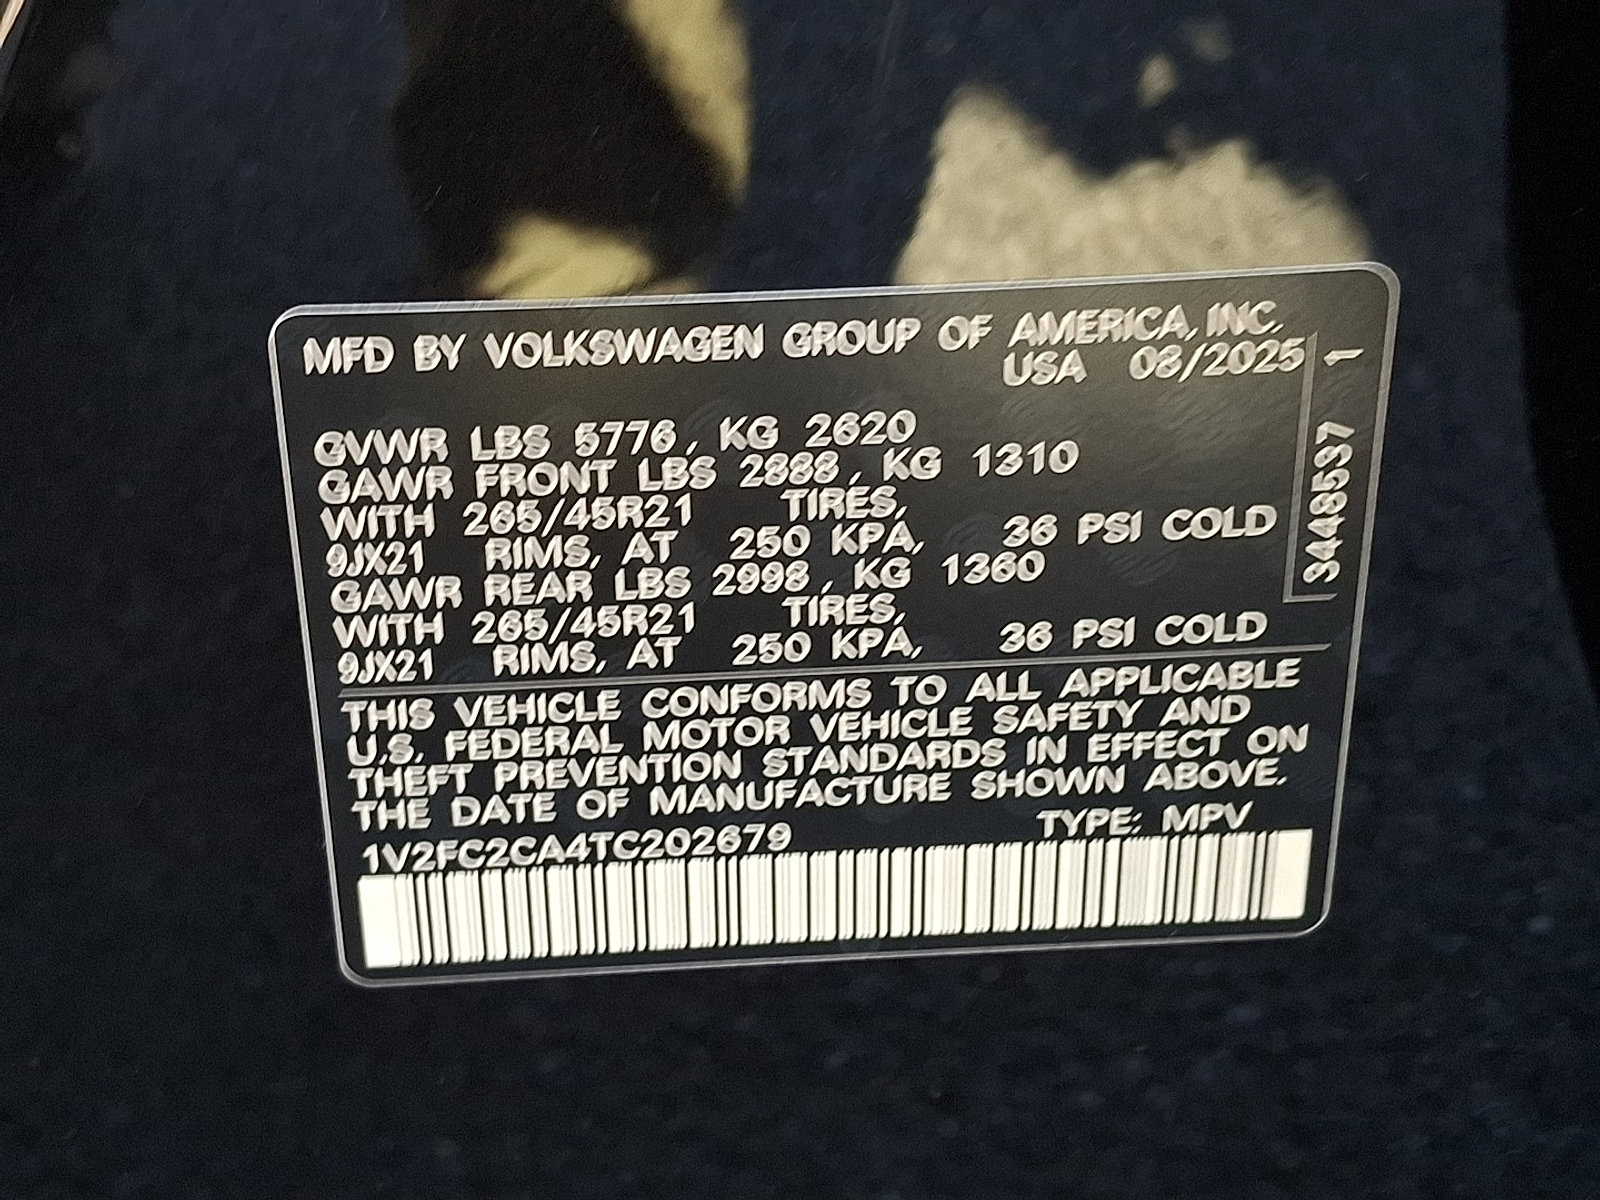 MFD BY VOLKSWAGEN GROUP OF AMERICA, INC.
USA 08/2025
GVWR LBS 5776, KG 2620
GAWR FRONT LBS 2888, KG 1310
WITH 265/45R21 TIRES,
9JX21 RIMS, AT 250 KPA, 36 PSI COLD
GAWR REAR LBS 2998, KG 1360
WITH 265/45R21 TIRES,
9JX21 RIMS, AT 250 KPA, 36 PSI COLD
3448537 1
THIS VEHICLE CONFORMS TO ALL APPLICABLE
U.S. FEDERAL MOTOR VEHICLE SAFETY AND
THEFT PREVENTION STANDARDS IN EFFECT ON
THE DATE OF MANUFACTURE SHOWN ABOVE.
1V2FC2CA4TC202679 TYPE: MPV